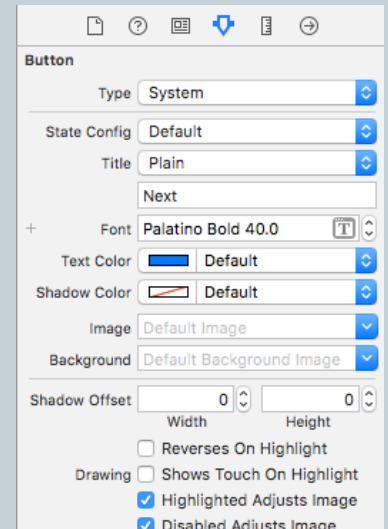 Button
Type System
State Config Default
Title Plain
Next
+ Font Palatino Bold 40.0 T
Text Color Default
Shadow Color Default
Image Default Image
Background Default Background Image
Shadow Offset 0 0
Width Height
Reverses On Highlight
Drawing Shows Touch On Highlight
Highlighted Adjusts Image
Disabled Adjusts Image